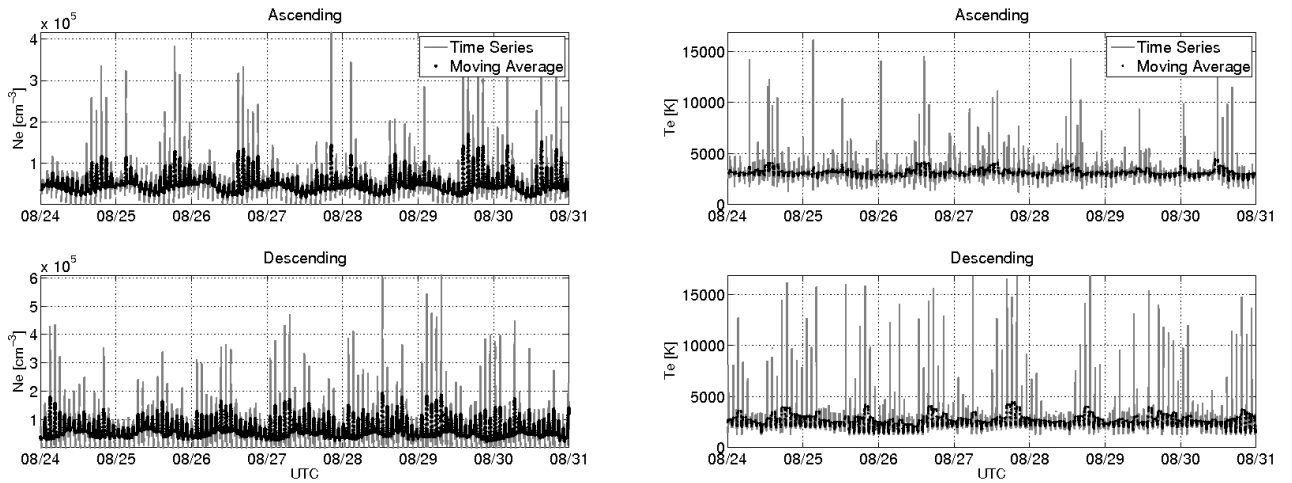 Ascending
x 10^5
4
3
2
1
Ne [cm^−3]
Time Series
Moving Average
08/24 08/25 08/26 08/27 08/28 08/29 08/30 08/31
Ascending
15000
10000
5000
0
Te [K]
Time Series
Moving Average
08/24 08/25 08/26 08/27 08/28 08/29 08/30 08/31
Descending
x 10^5
6
5
4
3
2
1
Ne [cm^−3]
08/24 08/25 08/26 08/27 08/28 08/29 08/30 08/31
UTC
Descending
15000
10000
5000
0
Te [K]
08/24 08/25 08/26 08/27 08/28 08/29 08/30 08/31
UTC